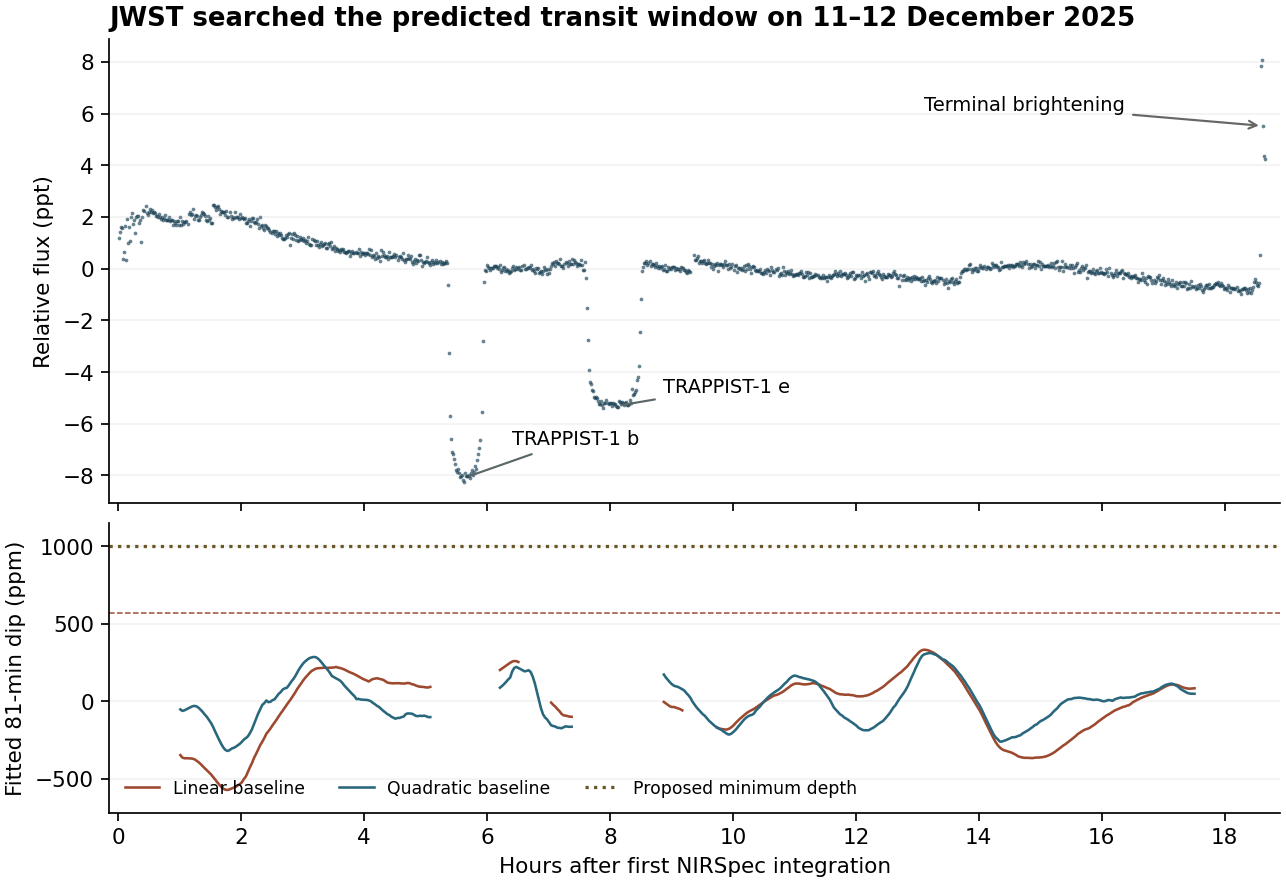 JWST searched the predicted transit window on 11–12 December 2025
Relative flux (ppt)
8
6
4
2
0
−2
−4
−6
−8
Terminal brightening
TRAPPIST-1 e
TRAPPIST-1 b
Fitted 81-min dip (ppm)
1000
500
0
−500
Linear baseline
Quadratic baseline
Proposed minimum depth
0 2 4 6 8 10 12 14 16 18
Hours after first NIRSpec integration